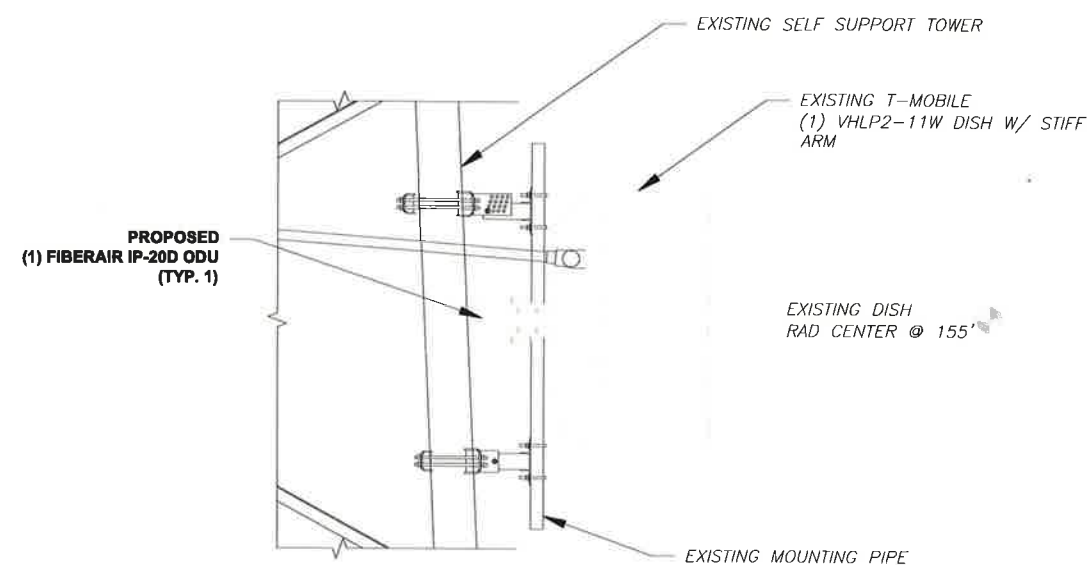 EXISTING SELF SUPPORT TOWER
EXISTING T-MOBILE
(1) VHLP2-11W DISH W/ STIFF
ARM
PROPOSED
(1) FIBERAIR IP-20D ODU
(TYP. 1)
EXISTING DISH
RAD CENTER @ 155'
EXISTING MOUNTING PIPE